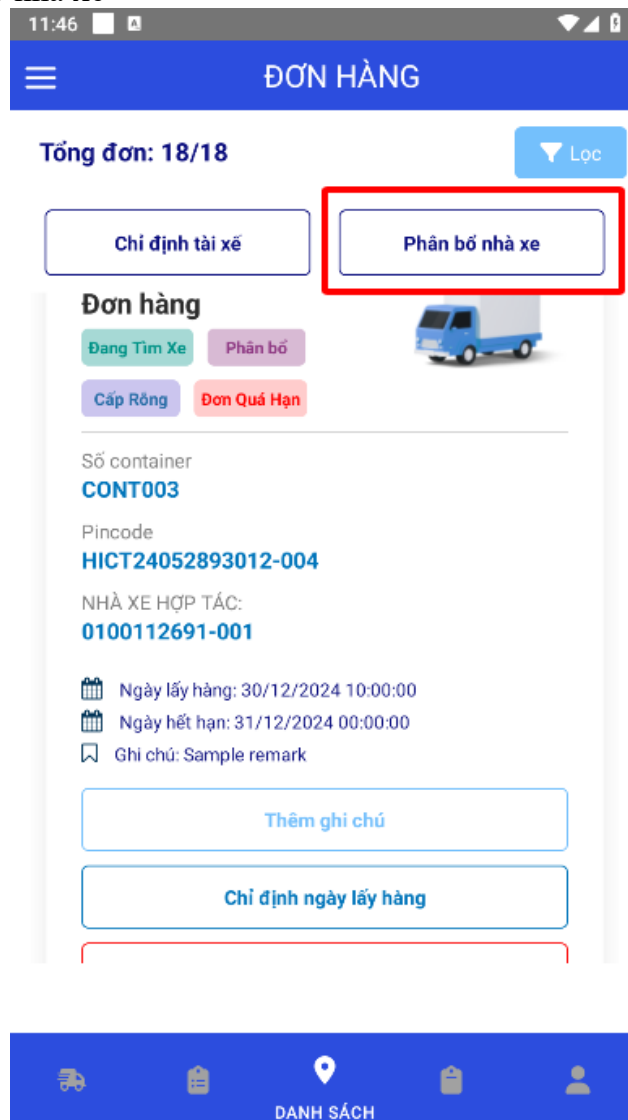 11:46
ĐƠN HÀNG
Tổng đơn: 18/18
Lọc
Chỉ định tài xế
Phân bổ nhà xe
Đơn hàng
Đang Tìm Xe
Phân bổ
Cấp Rỗng
Đơn Quá Hạn
Số container
CONT003
Pincode
HICT24052893012-004
NHÀ XE HỢP TÁC:
0100112691-001
Ngày lấy hàng: 30/12/2024 10:00:00
Ngày hết hạn: 31/12/2024 00:00:00
Ghi chú: Sample remark
Thêm ghi chú
Chỉ định ngày lấy hàng
DANH SÁCH